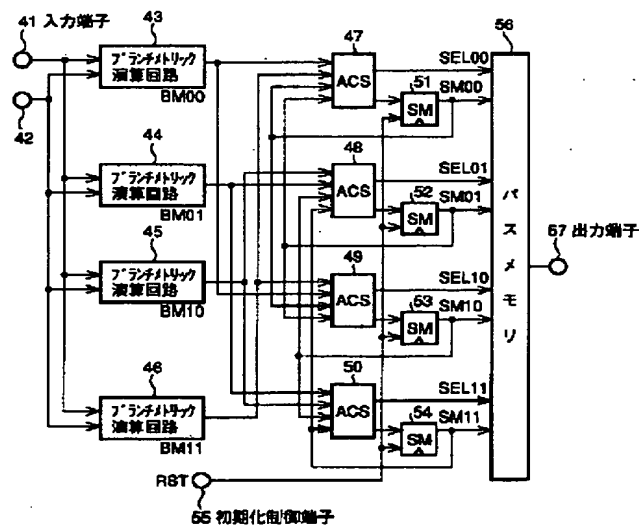 41 入力端子
42
43
ブランチメトリック
演算回路
BM00
44
ブランチメトリック
演算回路
BM01
45
ブランチメトリック
演算回路
BM10
46
ブランチメトリック
演算回路
BM11
47
ACS
48
ACS
49
ACS
50
ACS
51
SM
52
SM
53
SM
54
SM
SEL00
SM00
SEL01
SM01
SEL10
SM10
SEL11
SM11
56
パスメモリ
57 出力端子
RST
55 初期化制御端子